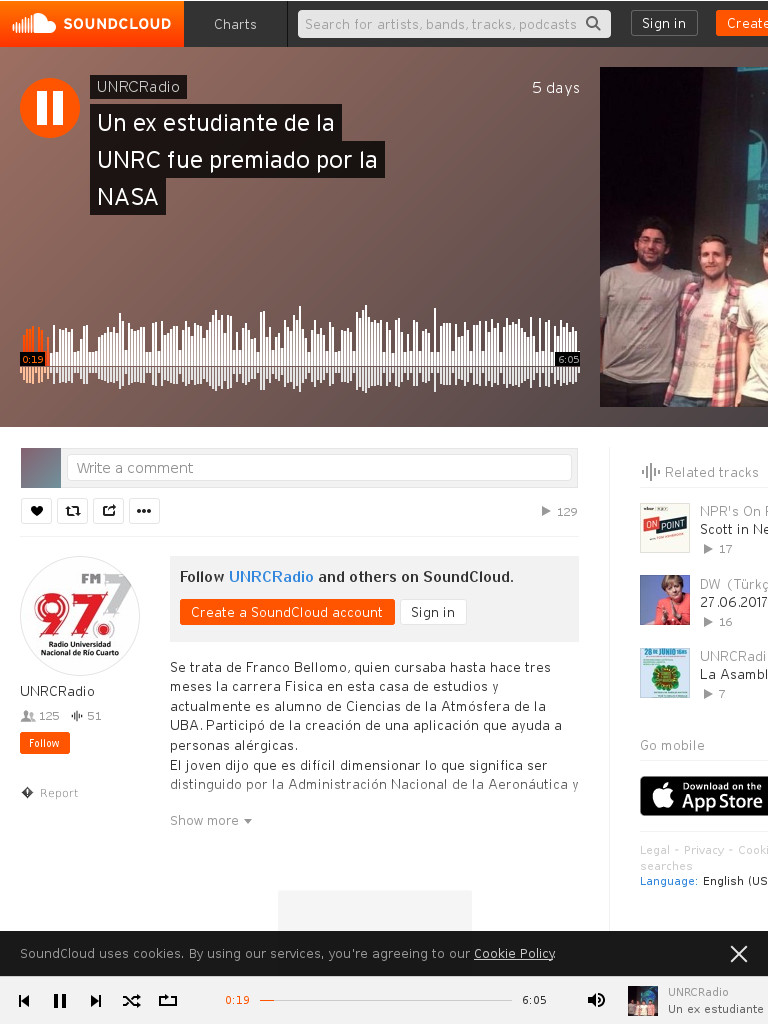 SOUNDCLOUD
Charts
Search for artists, bands, tracks, podcasts
Sign in
Create
UNRCRadio
5 days
Un ex estudiante de la
UNRC fue premiado por la
NASA
0:19
6:05
Write a comment
129
Related tracks
NPR's On
Scott in
17
DW (Türk
27.06.2017
16
UNRCRadi
La Asambl
7
FM
97.7
Radio Universidad
Nacional de Río Cuarto
UNRCRadio
125
51
Follow
Report
Follow UNRCRadio and others on SoundCloud.
Create a SoundCloud account
Sign in
Se trata de Franco Bellomo, quien cursaba hasta hace tres
meses la carrera Fisica en esta casa de estudios y
actualmente es alumno de Ciencias de la Atmósfera de la
UBA. Participó de la creación de una aplicación que ayuda a
personas alérgicas.
El joven dijo que es difícil dimensionar lo que significa ser
distinguido por la Administración Nacional de la Aeronáutica y
Show more
Go mobile
Download on the
App Store
Legal - Privacy - Cooki
searches
Language: English (US
SoundCloud uses cookies. By using our services, you're agreeing to our Cookie Policy.
0:19
6:05
UNRCRadio
Un ex estudiante
ON
POINT
28 DE JUNIO